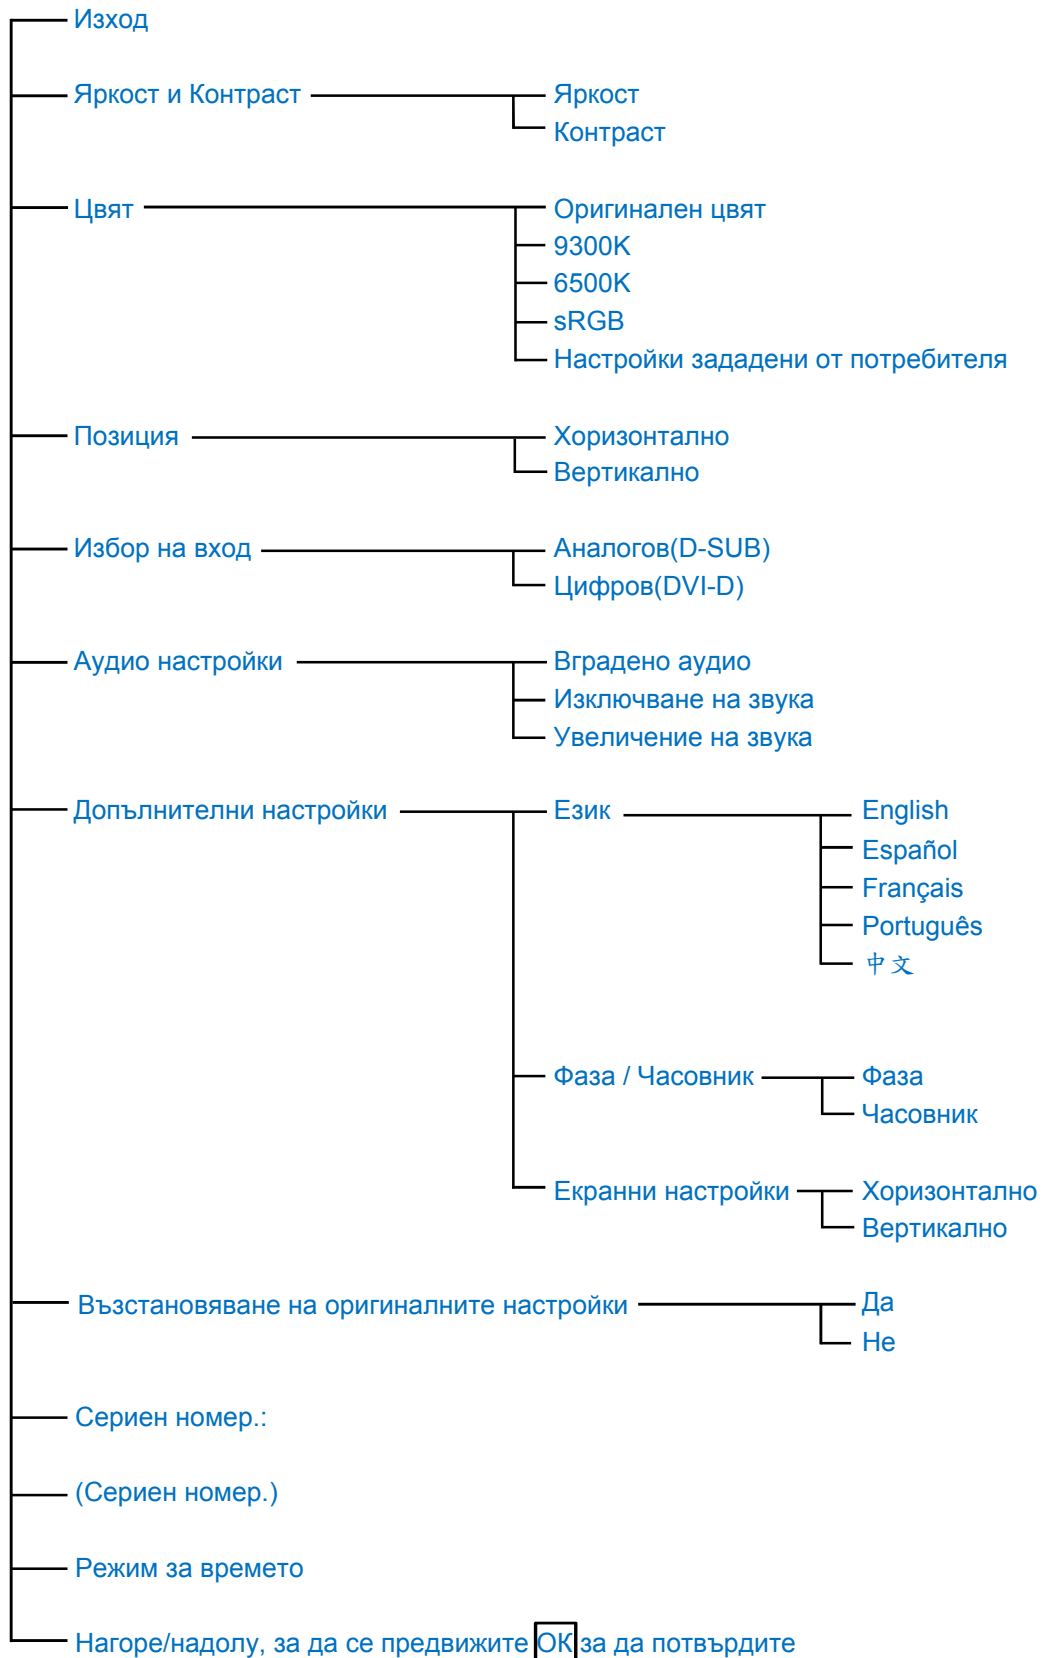 Изход
Яркост и Контраст
Яркост
Контраст
Цвят
Оригинален цвят
9300K
6500K
sRGB
Настройки зададени от потребителя
Позиция
Хоризонтално
Вертикално
Избор на вход
Аналогов(D-SUB)
Цифров(DVI-D)
Аудио настройки
Вградено аудио
Изключване на звука
Увеличение на звука
Допълнителни настройки
Език
English
Español
Français
Português
中文
Фаза / Часовник
Фаза
Часовник
Екранни настройки
Хоризонтално
Вертикално
Възстановяване на оригиналните настройки
Да
Не
Сериен номер.:
(Сериен номер.)
Режим за времето
Нагоре/надолу, за да се предвижите OK за да потвърдите